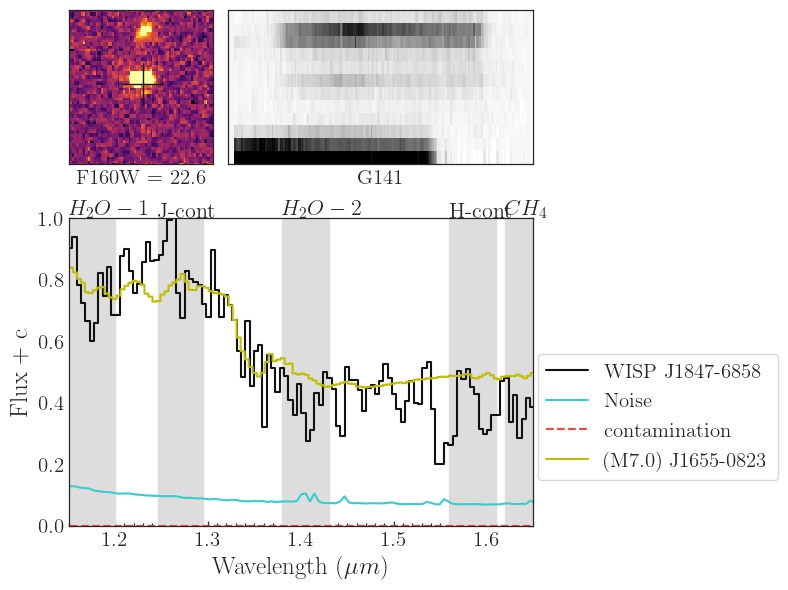 F160W = 22.6
G141
H₂O − 1
J-cont
H₂O − 2
H-cont
CH₄
1.0
0.8
0.6
0.4
0.2
0.0
Flux + c
1.2
1.3
1.4
1.5
1.6
Wavelength (μm)
WISP J1847-6858
Noise
contamination
(M7.0) J1655-0823